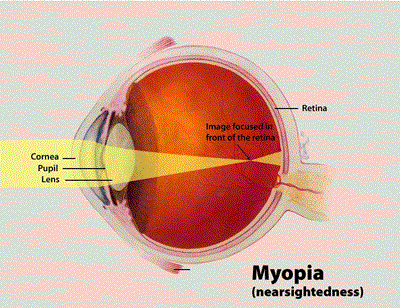 Retina
Image focused in
front of the retina
Cornea
Pupil
Lens
Myopia
(nearsightedness)